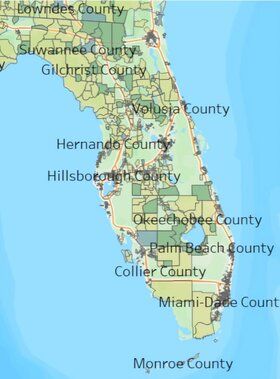 Lowndes County
Suwannee County
Gilchrist County
y
Volusia County
Hernando County
Hillsborough County
Okeechobee County
Palm Beach County
Collier County
Miami-Dade Count
Monroe County